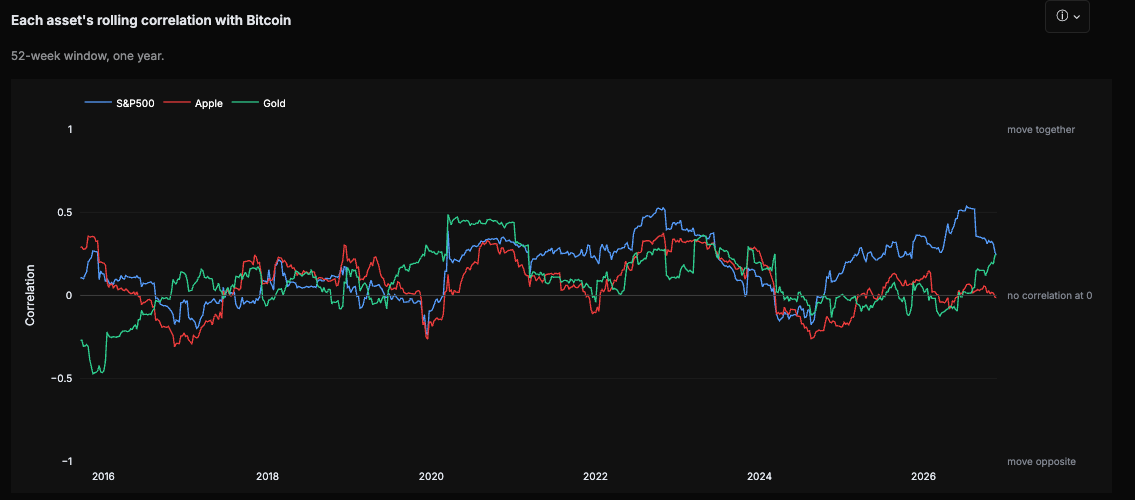 Each asset's rolling correlation with Bitcoin
52-week window, one year.
S&P500 Apple Gold
1
move together
0.5
0
no correlation at 0
Correlation
−0.5
−1
move opposite
2016 2018 2020 2022 2024 2026